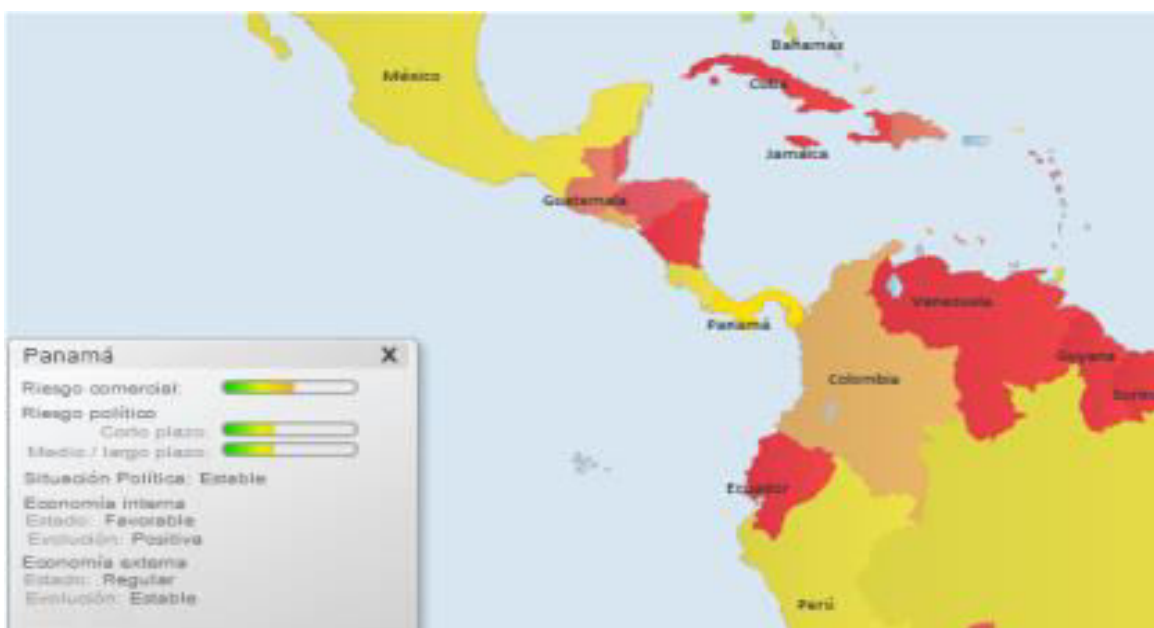 Bahamas
México
Cuba
Jamaica
Guatemala
Venezuela
Panamá
Guyana
Colombia
Ecuador
Perú
Panamá X
Riesgo comercial:
Riesgo político
Corto plazo:
Medio / largo plazo:
Situación Política: Estable
Economía interna
Estado: Favorable
Evolución: Positiva
Economía externa
Estado: Regular
Evolución: Estable